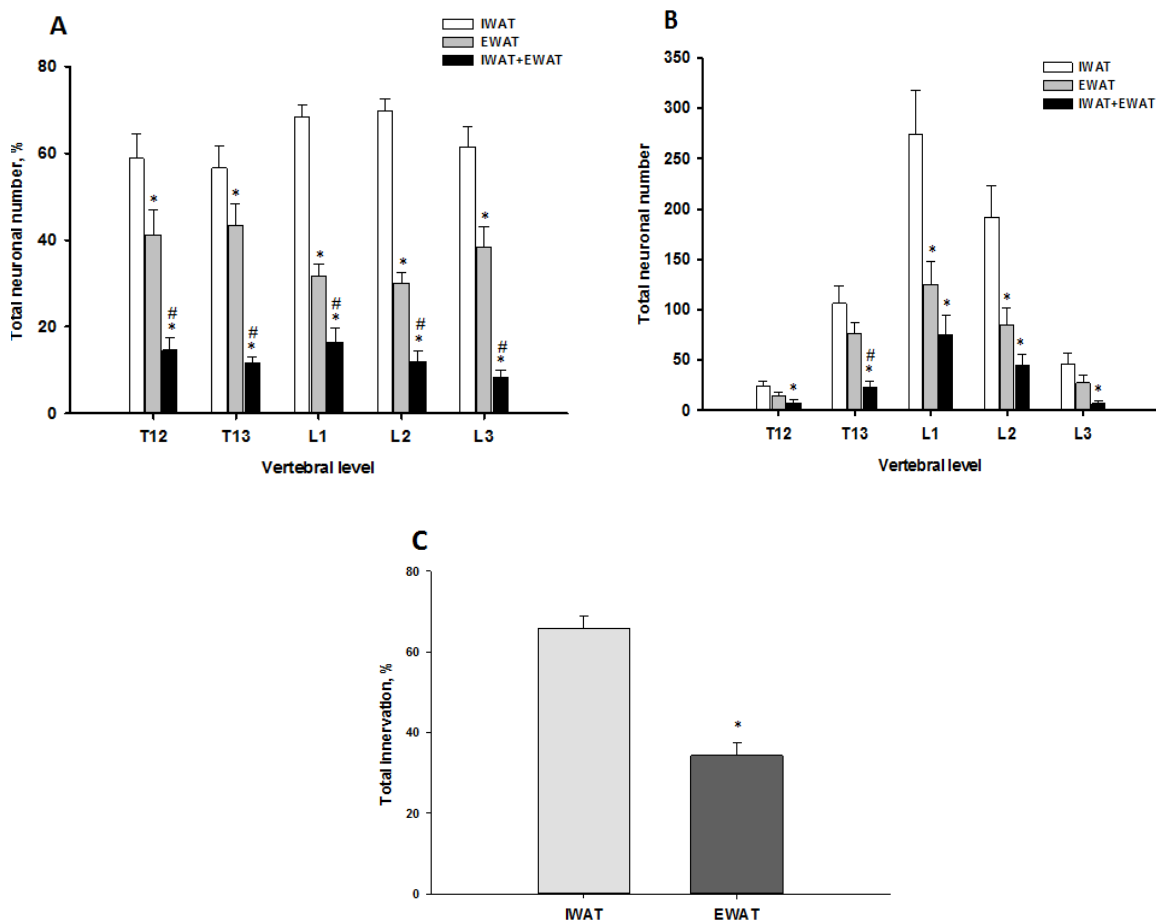 A
IWAT
EWAT
IWAT+EWAT
Total neuronal number, %
80
60
40
20
0
* * * * *
# # # # #
* * * * *
T12 T13 L1 L2 L3
Vertebral level
B
IWAT
EWAT
IWAT+EWAT
Total neuronal number
350
300
250
200
150
100
50
0
* # * * * * * *
T12 T13 L1 L2 L3
Vertebral level
C
Total Innervation, %
80
60
40
20
0
*
IWAT EWAT